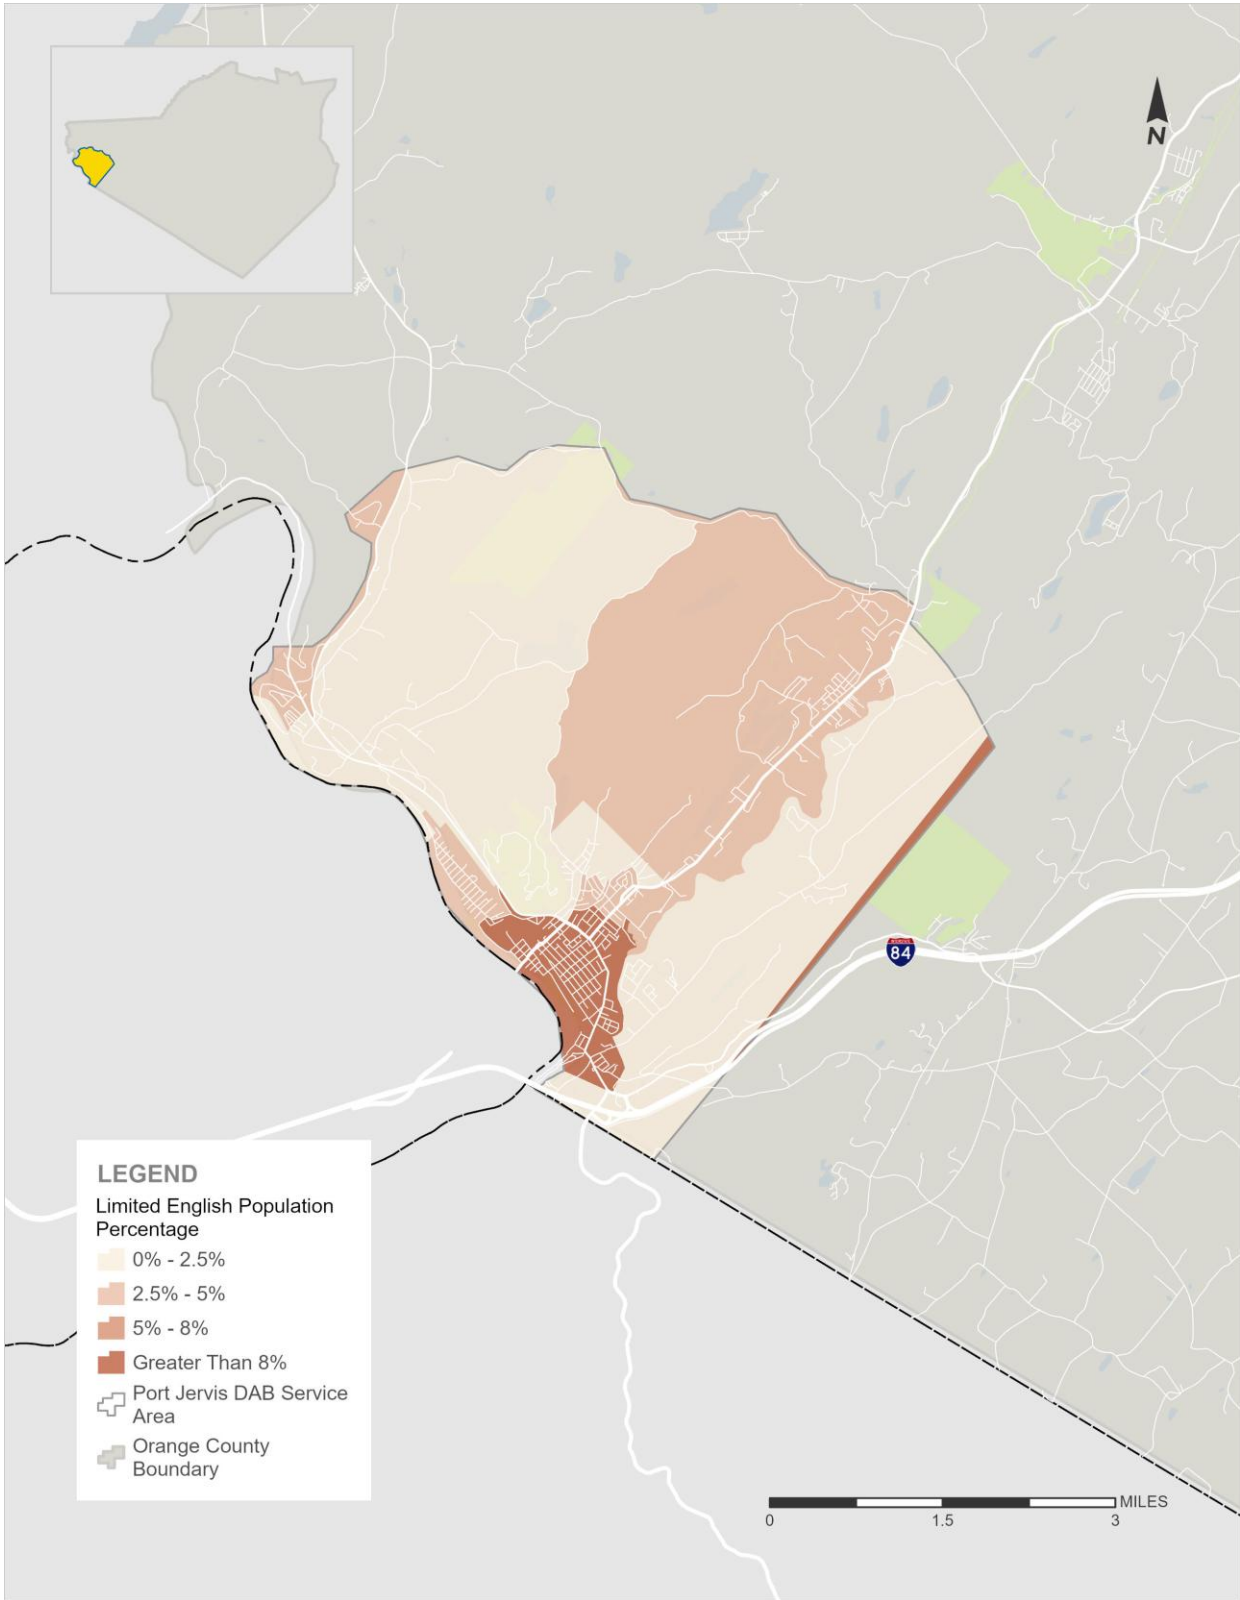 N
84
LEGEND
Limited English Population
Percentage
0% - 2.5%
2.5% - 5%
5% - 8%
Greater Than 8%
Port Jervis DAB Service
Area
Orange County
Boundary
MILES
0 1.5 3